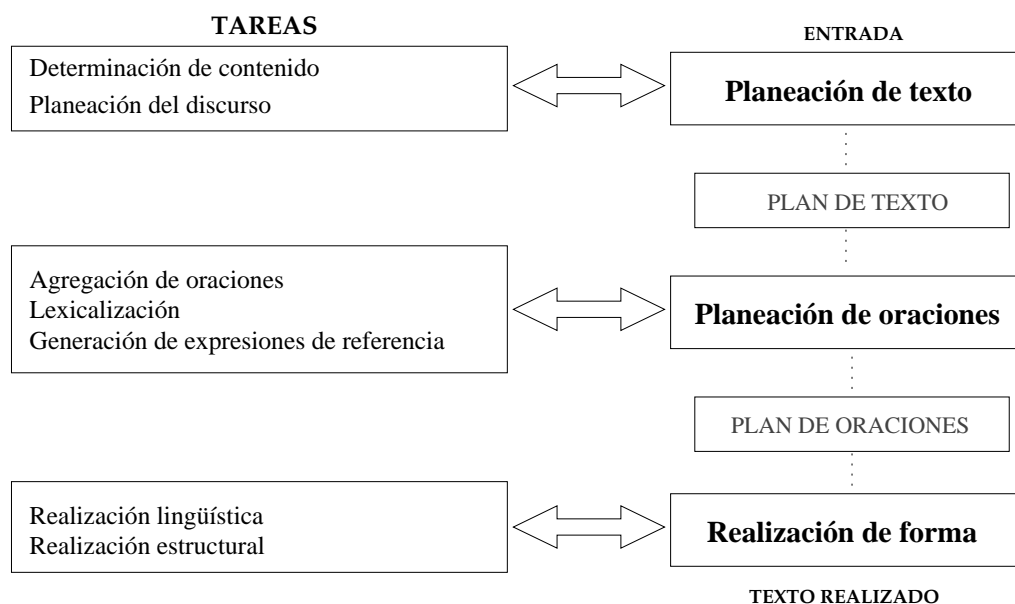 TAREAS
ENTRADA
Determinación de contenido
Planeación del discurso
Planeación de texto
PLAN DE TEXTO
Agregación de oraciones
Lexicalización
Generación de expresiones de referencia
Planeación de oraciones
PLAN DE ORACIONES
Realización lingüística
Realización estructural
Realización de forma
TEXTO REALIZADO